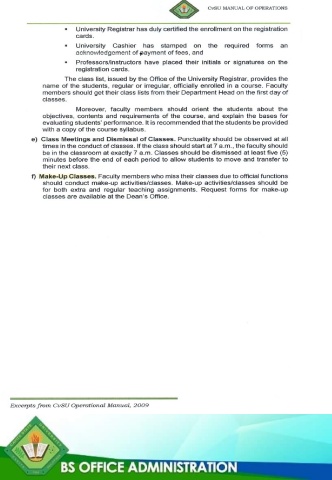 CvSU MANUAL OF OPERATIONS
• University Registrar has duly certified the enrollment on the registration
cards.
• University Cashier has stamped on the required forms an
acknowledgement of payment of fees, and
• Professors/instructors have placed their initials or signatures on the
registration cards.
The class list, issued by the Office of the University Registrar, provides the
name of the students, regular or irregular, officially enrolled in a course. Faculty
members should get their class lists from their Department Head on the first day of
classes.
Moreover, faculty members should orient the students about the
objectives, contents and requirements of the course, and explain the bases for
evaluating students' performance. It is recommended that the students be provided
with a copy of the course syllabus.
e) Class Meetings and Dismissal of Classes. Punctuality should be observed at all
times in the conduct of classes. If the class should start at 7 a.m., the faculty should
be in the classroom at exactly 7 a.m. Classes should be dismissed at least five (5)
minutes before the end of each period to allow students to move and transfer to
their next class.
f) Make-Up Classes. Faculty members who miss their classes due to official functions
should conduct make-up activities/classes. Make-up activities/classes should be
for both extra and regular teaching assignments. Request forms for make-up
classes are available at the Dean's Office.
Excerpts from CvSU Operational Manual, 2009
BS OFFICE ADMINISTRATION